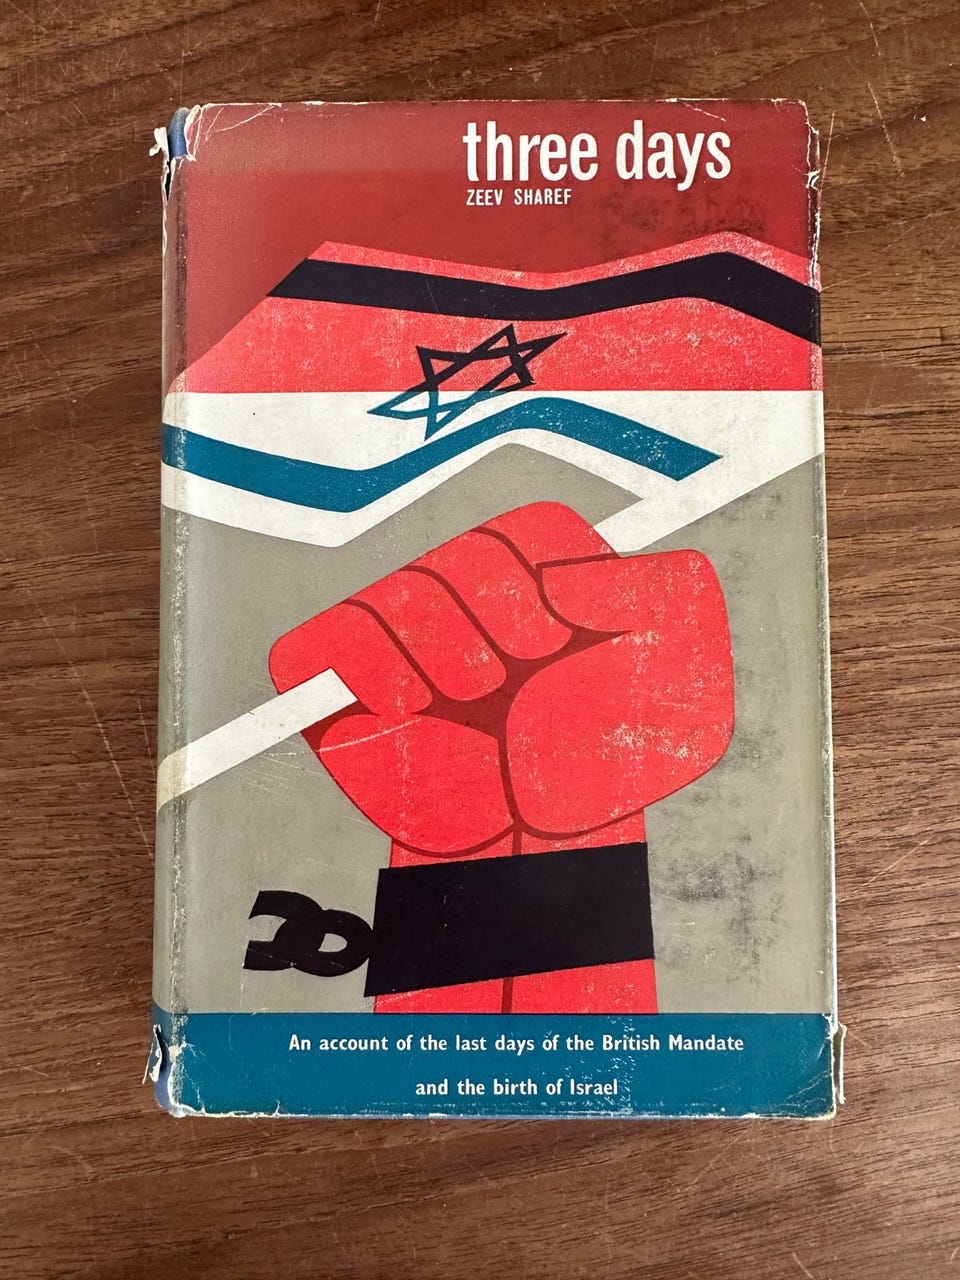 three days
ZEEV SHAREF
An account of the last days of the British Mandate
and the birth of Israel